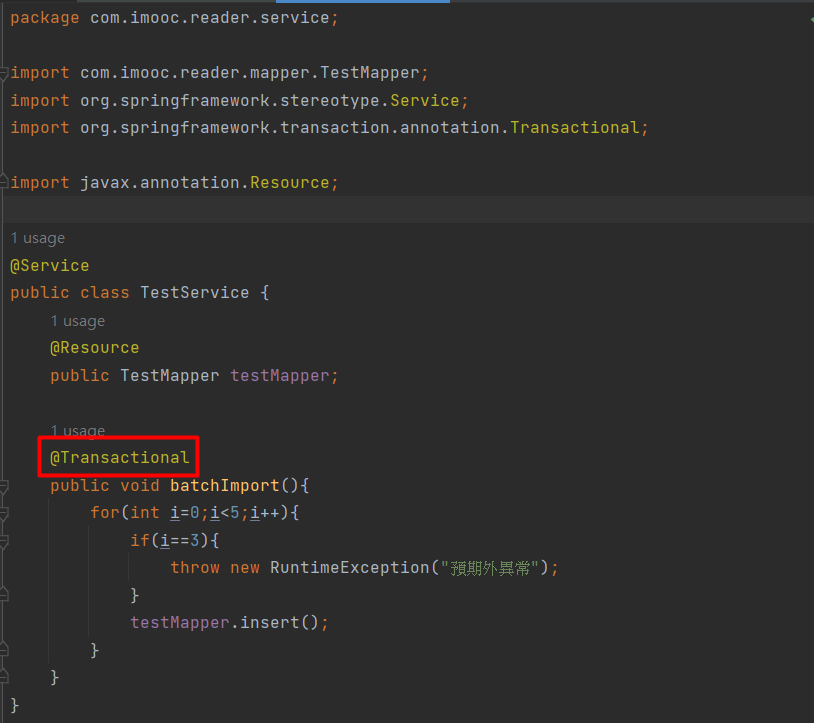 package com.imooc.reader.service;
import com.imooc.reader.mapper.TestMapper;
import org.springframework.stereotype.Service;
import org.springframework.transaction.annotation.Transactional;
import javax.annotation.Resource;
1 usage
@Service
public class TestService {
1 usage
@Resource
public TestMapper testMapper;
1 usage
@Transactional
public void batchImport(){
for(int i=0;i<5;i++){
if(i==3){
throw new RuntimeException("預期外異常");
}
testMapper.insert();
}
}
}